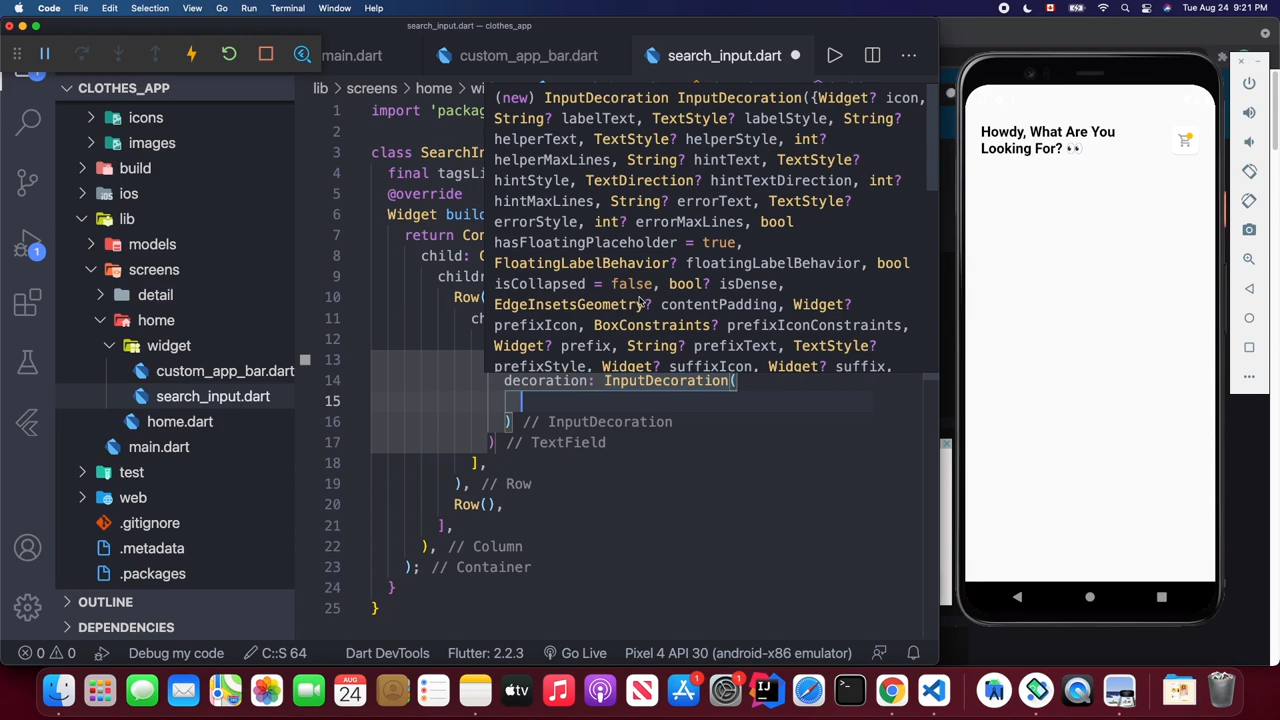 Code File Edit Selection View Go Run Terminal Window Help
Tue Aug 24 9:21 PM
search_input.dart — clothes_app
main.dart custom_app_bar.dart search_input.dart
CLOTHES_APP
icons
images
build
ios
lib
models
screens
detail
home
widget
custom_app_bar.dart
search_input.dart
home.dart
main.dart
test
web
.gitignore
.metadata
.packages
OUTLINE
DEPENDENCIES
1
1
lib > screens > home > wi
1 import 'packag
2
3 class SearchIn
4 final tagsLi
5 @override
6 Widget build
7 return Con
8 child: C
9 childr
10 Row(
11 ch
12
13
14 decoration: InputDecoration(
15
16 ) // InputDecoration
17 ) // TextField
18 ],
19 ), // Row
20 Row(),
21 ],
22 ), // Column
23 ); // Container
24 }
25 }
(new) InputDecoration InputDecoration({Widget? icon,
String? labelText, TextStyle? labelStyle, String?
helperText, TextStyle? helperStyle, int?
helperMaxLines, String? hintText, TextStyle?
hintStyle, TextDirection? hintTextDirection, int?
hintMaxLines, String? errorText, TextStyle?
errorStyle, int? errorMaxLines, bool
hasFloatingPlaceholder = true,
FloatingLabelBehavior? floatingLabelBehavior, bool
isCollapsed = false, bool? isDense,
EdgeInsetsGeometry? contentPadding, Widget?
prefixIcon, BoxConstraints? prefixIconConstraints,
Widget? prefix, String? prefixText, TextStyle?
prefixStyle, Widget? suffixIcon, Widget? suffix,
Howdy, What Are You
Looking For? 👀
0 0 Debug my code C::S 64 Dart DevTools Flutter: 2.2.3 Go Live Pixel 4 API 30 (android-x86 emulator)
AUG
24
tv
1
1